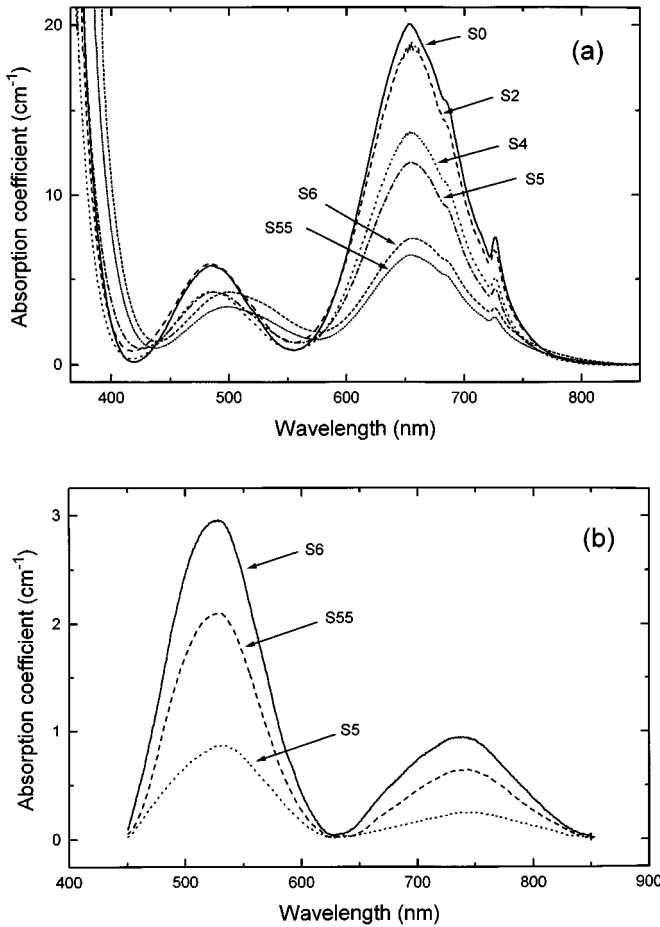 (a)
S0
S2
S4
S5
S6
S55
20
10
0
Absorption coefficient (cm⁻¹)
400 500 600 700 800
Wavelength (nm)
(b)
S6
S55
S5
3
2
1
0
Absorption coefficient (cm⁻¹)
400 500 600 700 800 900
Wavelength (nm)